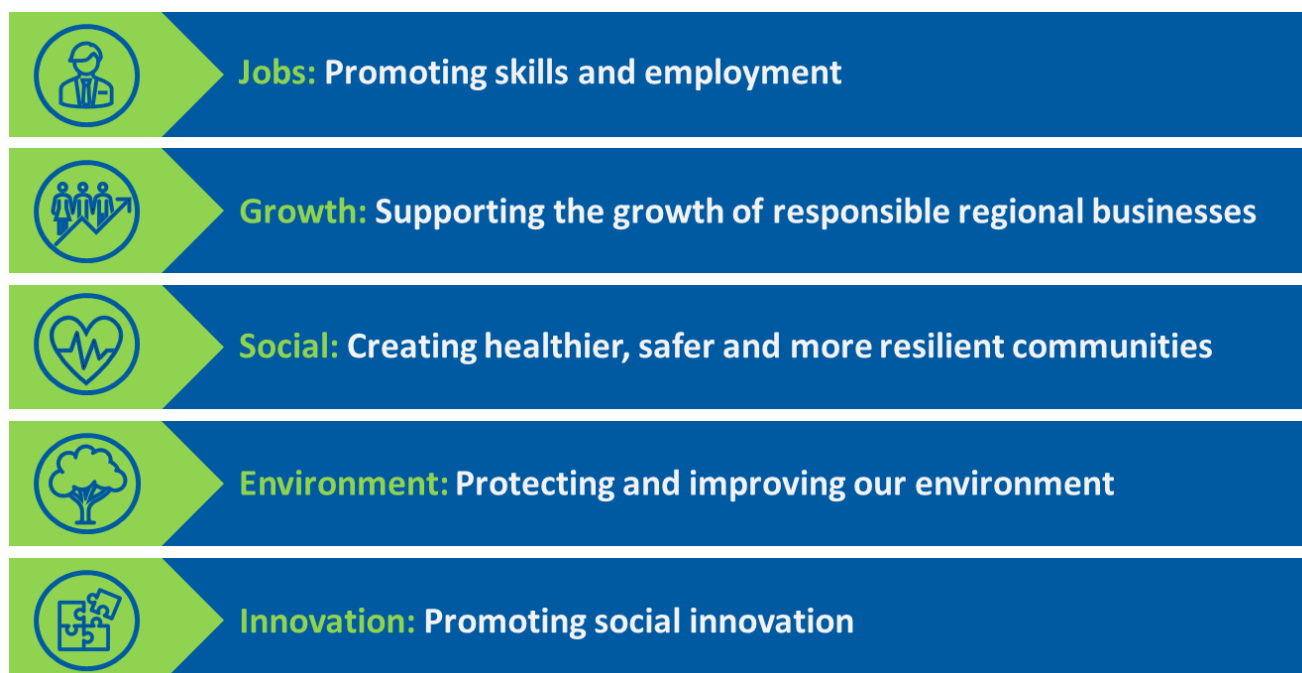 Jobs: Promoting skills and employment
Growth: Supporting the growth of responsible regional businesses
Social: Creating healthier, safer and more resilient communities
Environment: Protecting and improving our environment
Innovation: Promoting social innovation